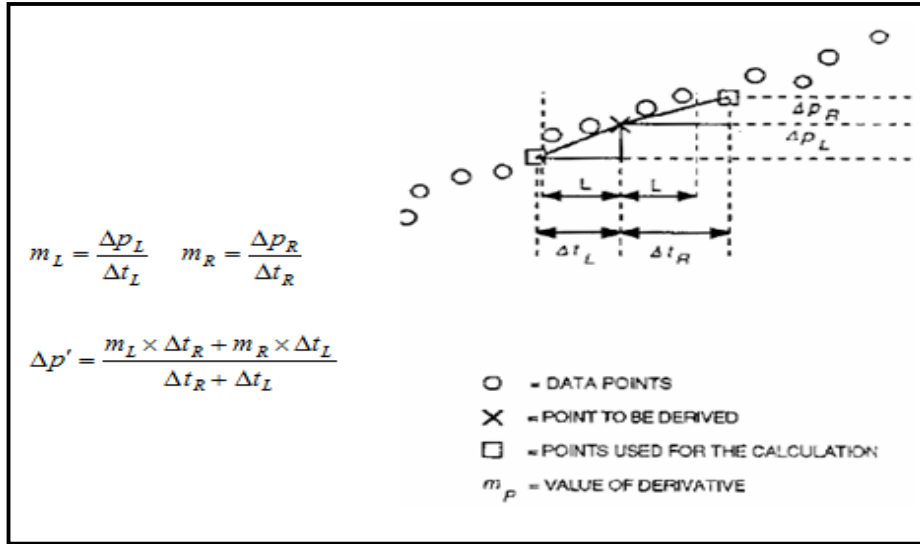 Δp_R
Δp_L
L L
Δt_L Δt_R
m_L = Δp_L / Δt_L m_R = Δp_R / Δt_R
Δp′ = (m_L × Δt_R + m_R × Δt_L) / (Δt_R + Δt_L)
O = DATA POINTS
X = POINT TO BE DERIVED
□ = POINTS USED FOR THE CALCULATION
m_p = VALUE OF DERIVATIVE